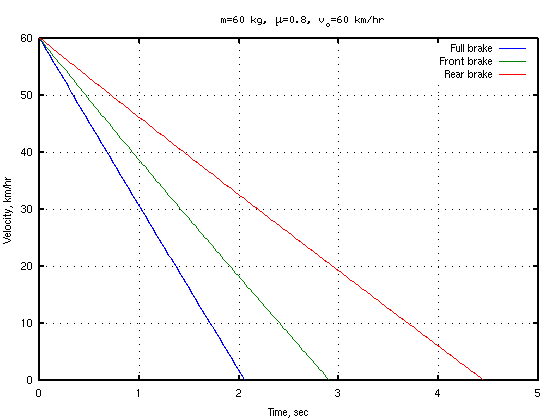 m=60 kg, μ=0.8, vo=60 km/hr
Full brake
Front brake
Rear brake
60
50
40
30
20
10
0
Velocity, km/hr
0 1 2 3 4 5
Time, sec